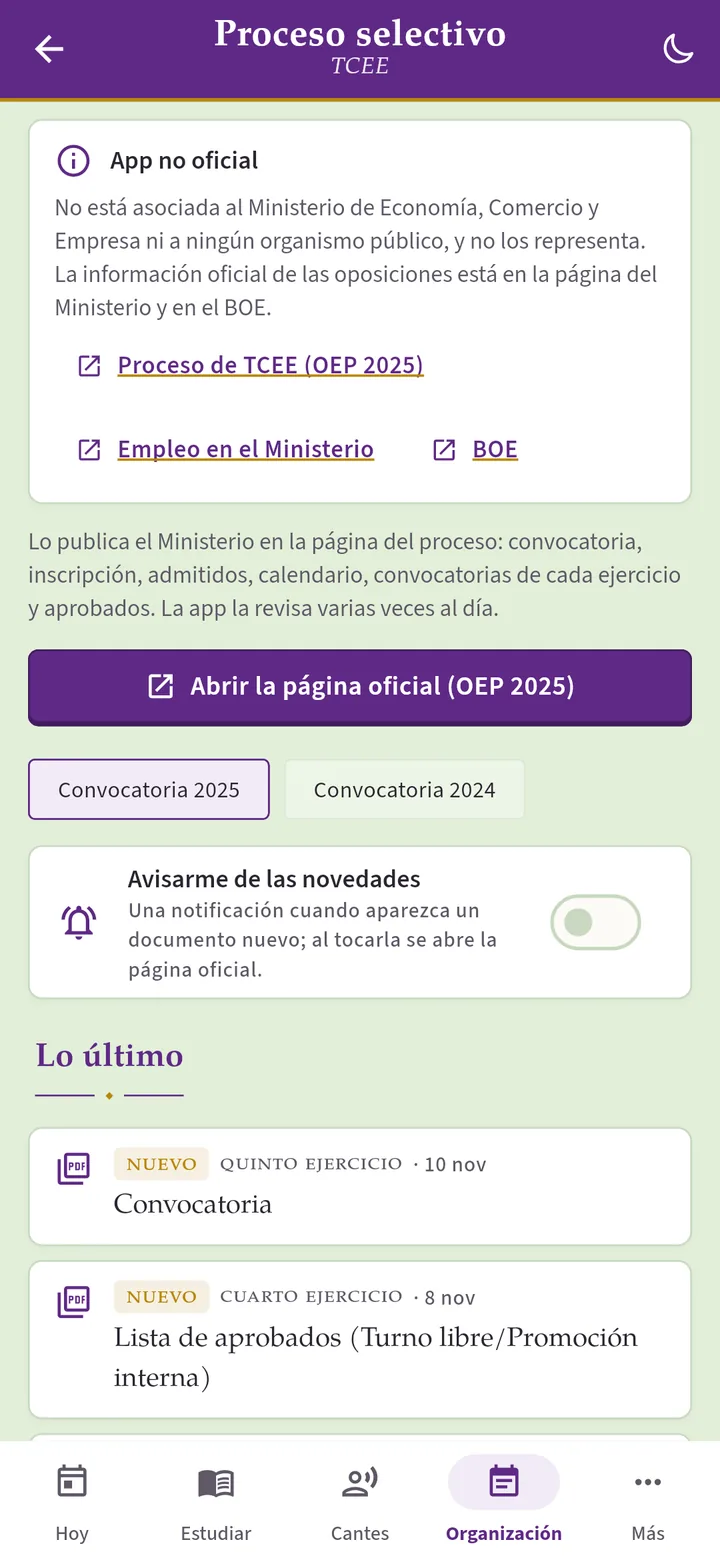 Proceso selectivo
TCEE
App no oficial
No está asociada al Ministerio de Economía, Comercio y
Empresa ni a ningún organismo público, y no los representa.
La información oficial de las oposiciones está en la página del
Ministerio y en el BOE.
Proceso de TCEE (OEP 2025)
Empleo en el Ministerio BOE
Lo publica el Ministerio en la página del proceso: convocatoria,
inscripción, admitidos, calendario, convocatorias de cada ejercicio
y aprobados. La app la revisa varias veces al día.
Abrir la página oficial (OEP 2025)
Convocatoria 2025 Convocatoria 2024
Avisarme de las novedades
Una notificación cuando aparezca un
documento nuevo; al tocarla se abre la
página oficial.
Lo último
PDF NUEVO QUINTO EJERCICIO · 10 nov
Convocatoria
PDF NUEVO CUARTO EJERCICIO · 8 nov
Lista de aprobados (Turno libre/Promoción
interna)
Hoy Estudiar Cantes Organización Más